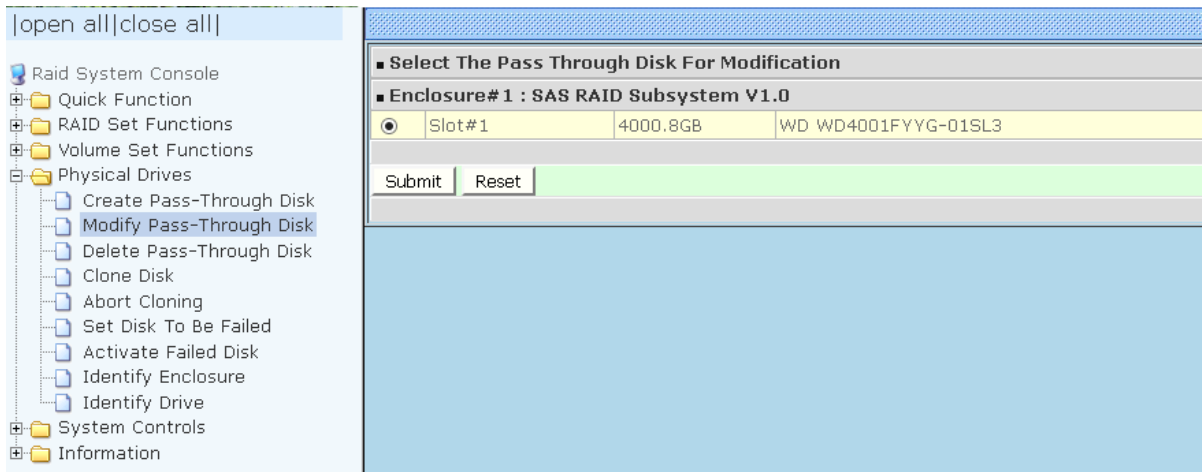 |open all|close all|
Raid System Console
Quick Function
RAID Set Functions
Volume Set Functions
Physical Drives
Create Pass-Through Disk
Modify Pass-Through Disk
Delete Pass-Through Disk
Clone Disk
Abort Cloning
Set Disk To Be Failed
Activate Failed Disk
Identify Enclosure
Identify Drive
System Controls
Information
Select The Pass Through Disk For Modification
Enclosure#1 : SAS RAID Subsystem V1.0
Slot#1 4000.8GB WD WD4001FYYG-01SL3
Submit Reset